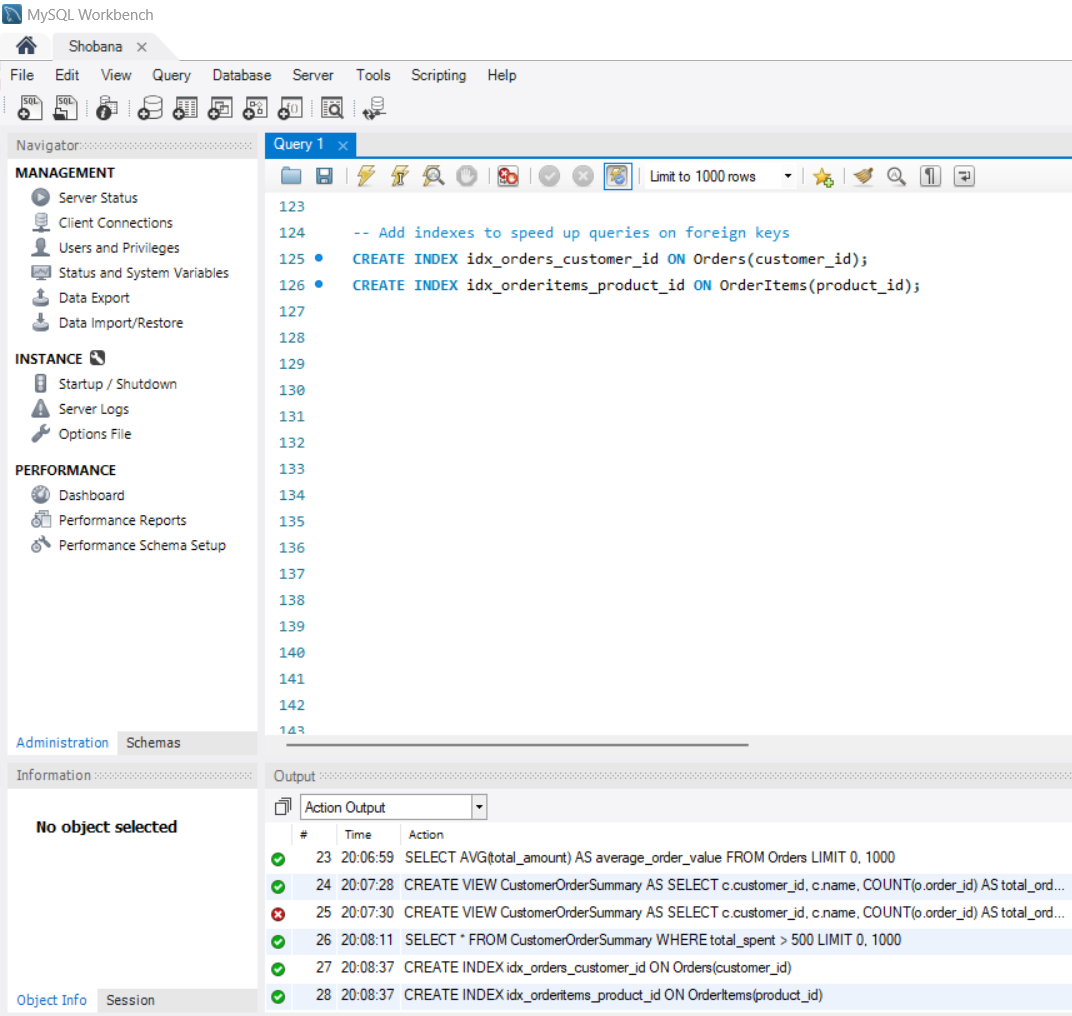 MySQL Workbench
Shobana
File Edit View Query Database Server Tools Scripting Help
SQL SQL
Navigator
MANAGEMENT
Server Status
Client Connections
Users and Privileges
Status and System Variables
Data Export
Data Import/Restore
INSTANCE
Startup / Shutdown
Server Logs
Options File
PERFORMANCE
Dashboard
Performance Reports
Performance Schema Setup
Administration Schemas
Information
No object selected
Object Info Session
Query 1
Limit to 1000 rows
123
124 -- Add indexes to speed up queries on foreign keys
125 CREATE INDEX idx_orders_customer_id ON Orders(customer_id);
126 CREATE INDEX idx_orderitems_product_id ON OrderItems(product_id);
127
128
129
130
131
132
133
134
135
136
137
138
139
140
141
142
143
Output
Action Output
# Time Action
23 20:06:59 SELECT AVG(total_amount) AS average_order_value FROM Orders LIMIT 0, 1000
24 20:07:28 CREATE VIEW CustomerOrderSummary AS SELECT c.customer_id, c.name, COUNT(o.order_id) AS total_ord...
25 20:07:30 CREATE VIEW CustomerOrderSummary AS SELECT c.customer_id, c.name, COUNT(o.order_id) AS total_ord...
26 20:08:11 SELECT * FROM CustomerOrderSummary WHERE total_spent > 500 LIMIT 0, 1000
27 20:08:37 CREATE INDEX idx_orders_customer_id ON Orders(customer_id)
28 20:08:37 CREATE INDEX idx_orderitems_product_id ON OrderItems(product_id)